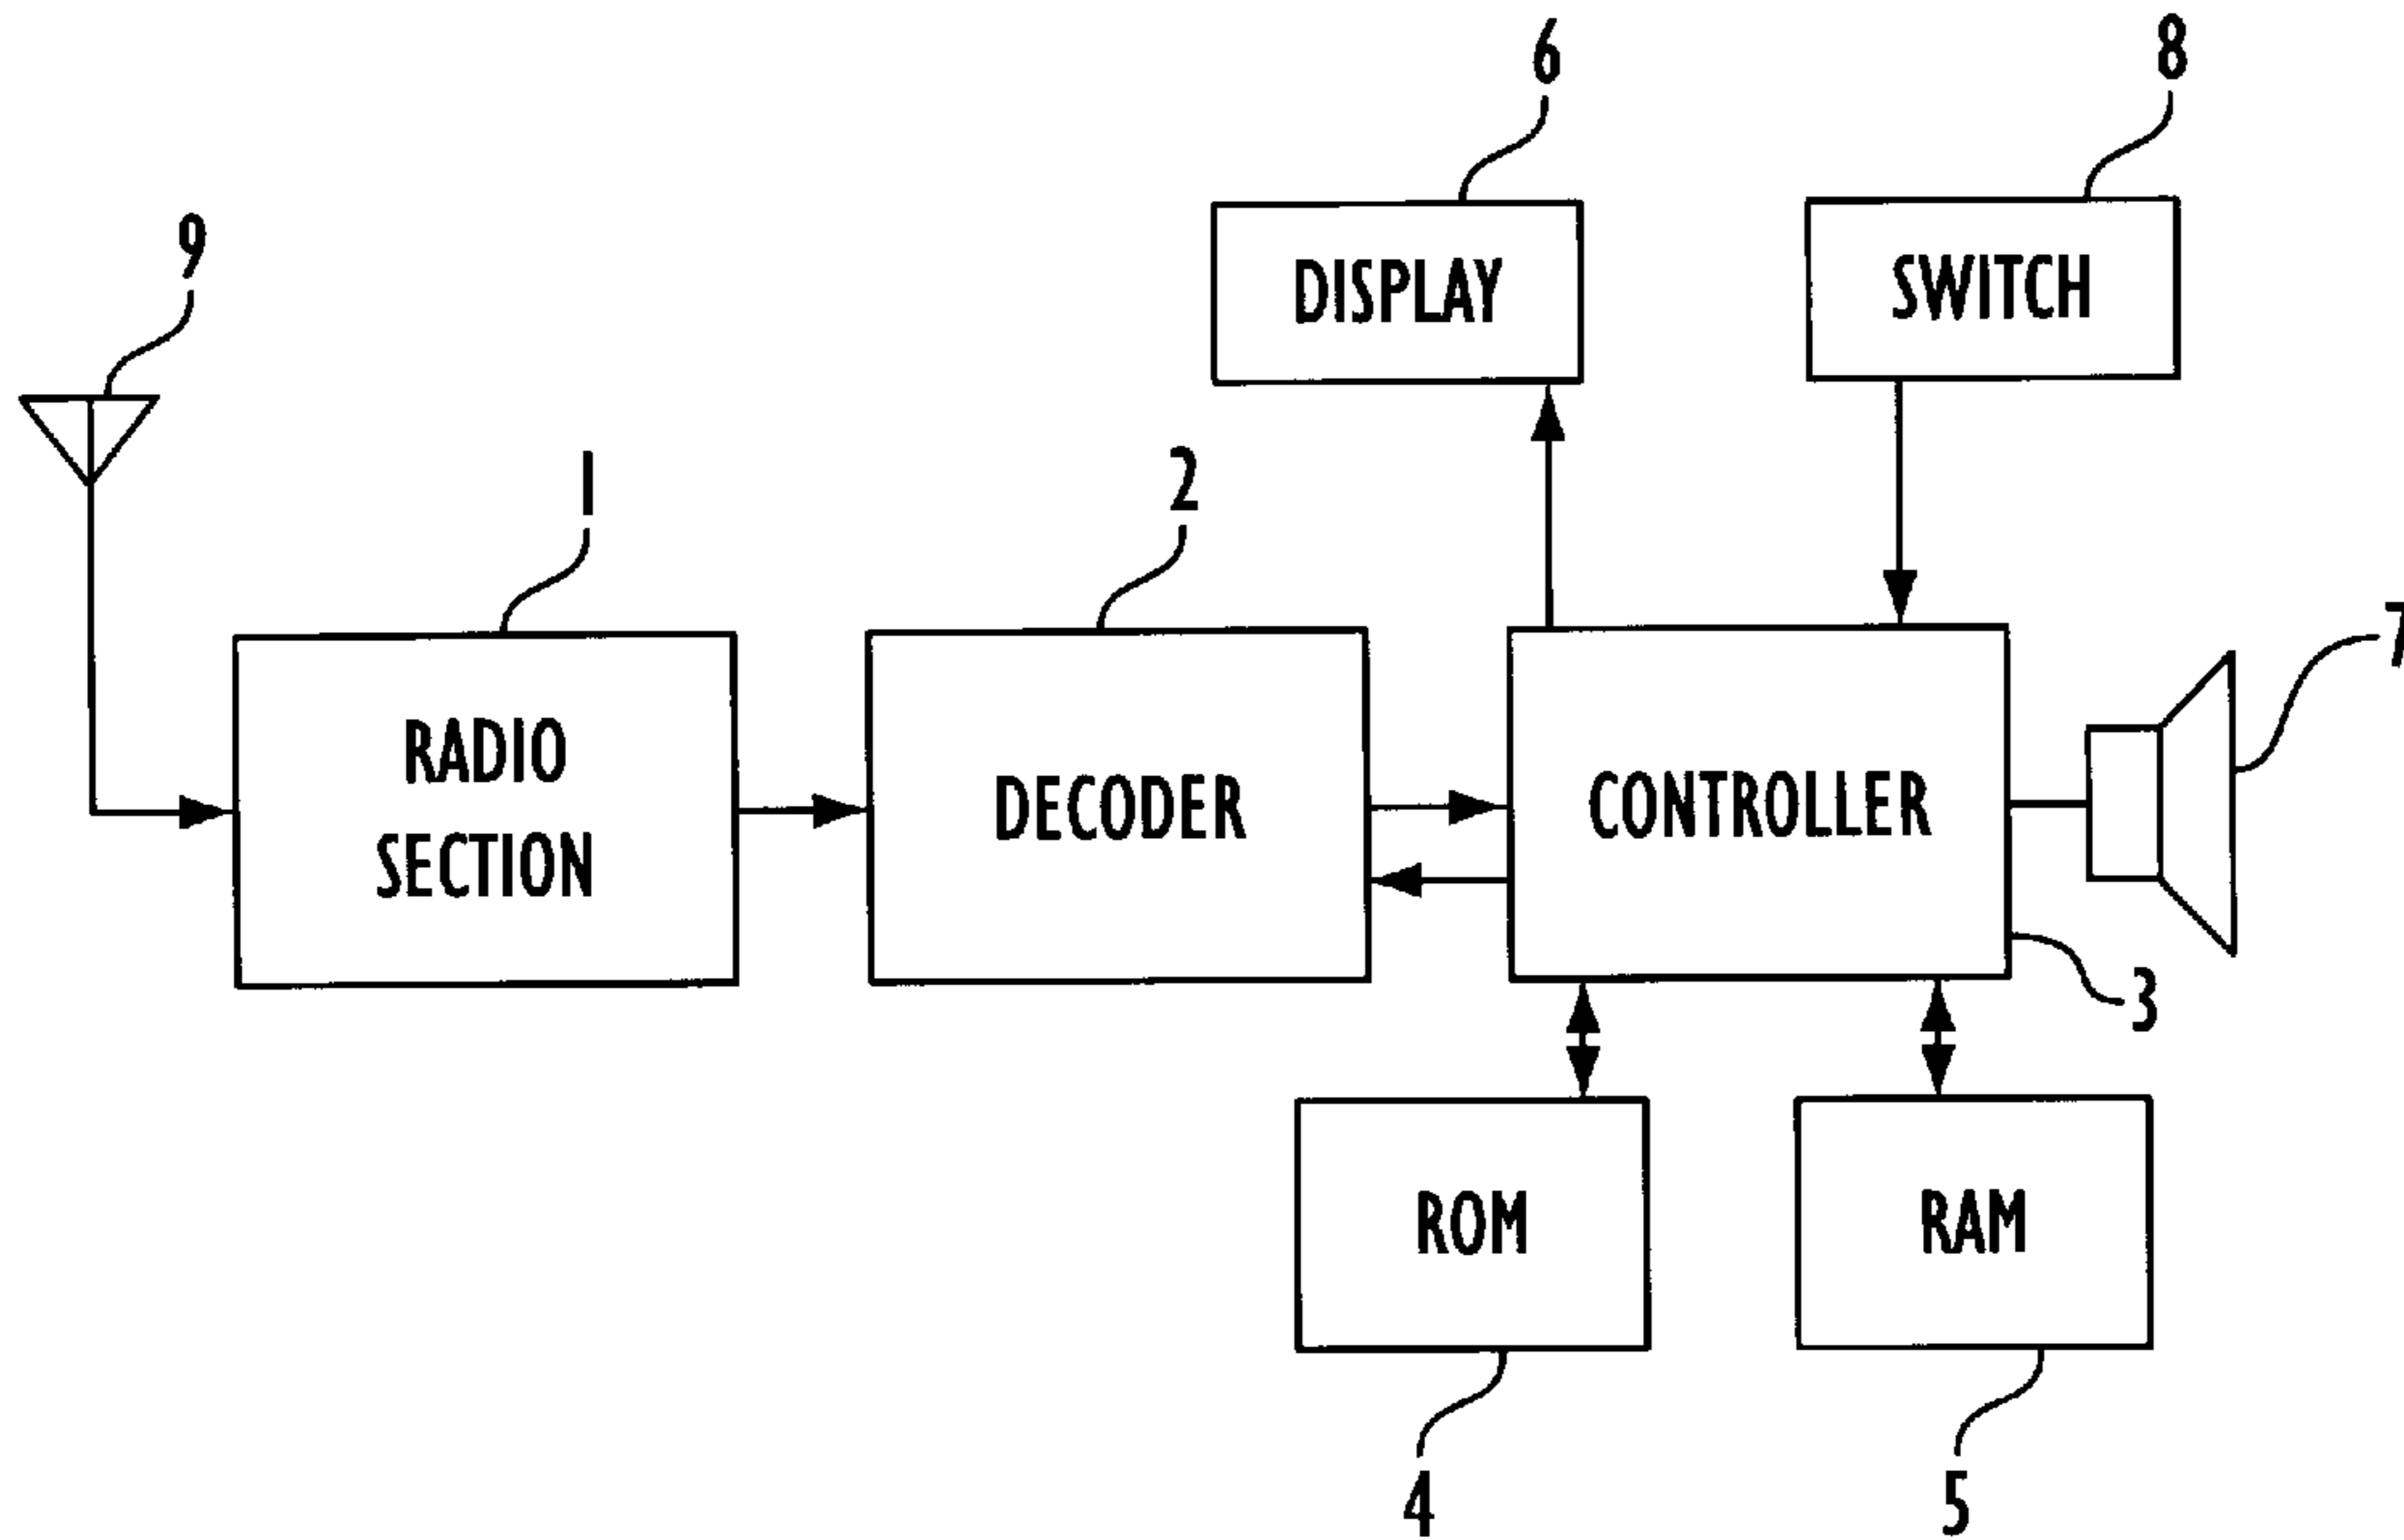 6
8
9
DISPLAY
SWITCH
1
2
7
RADIO
SECTION
DECODER
CONTROLLER
3
ROM
RAM
4
5